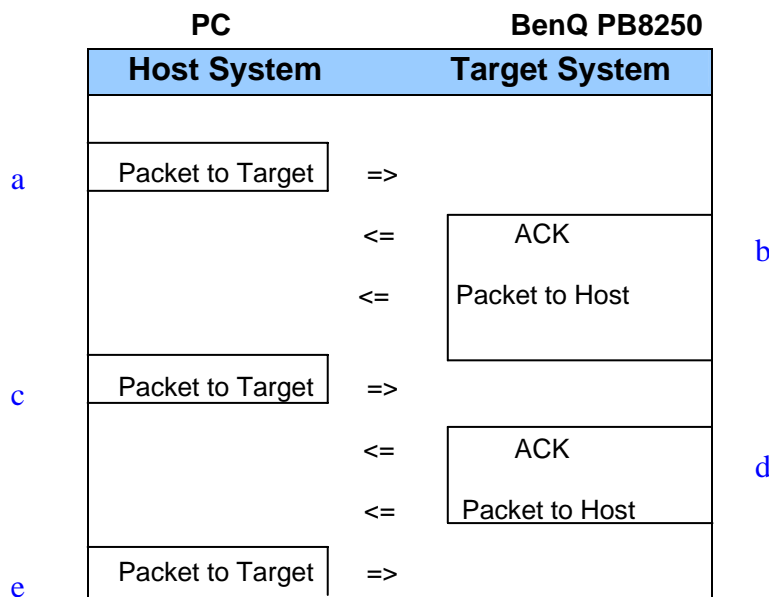 PC BenQ PB8250
Host System Target System
a Packet to Target =>
<= ACK b
<= Packet to Host
c Packet to Target =>
<= ACK d
<= Packet to Host
e Packet to Target =>